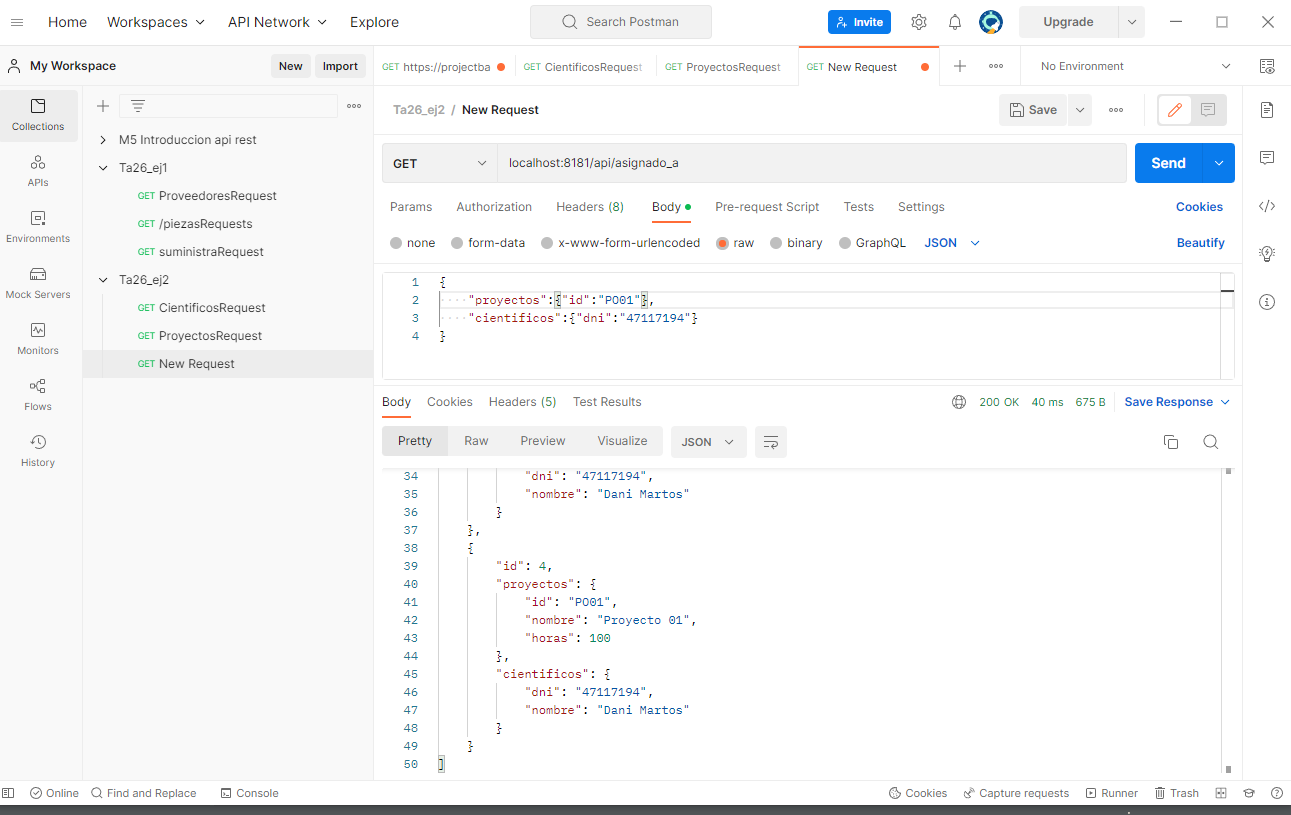 Home Workspaces API Network Explore Search Postman Invite Upgrade
My Workspace New Import GET https://projectba GET CientificosRequest GET ProyectosRequest GET New Request No Environment
Collections
APIs
Environments
Mock Servers
Monitors
Flows
History
M5 Introduccion api rest
Ta26_ej1
GET ProveedoresRequest
GET /piezasRequests
GET suministraRequest
Ta26_ej2
GET CientificosRequest
GET ProyectosRequest
GET New Request
Ta26_ej2 / New Request Save
GET localhost:8181/api/asignado_a Send
Params Authorization Headers (8) Body Pre-request Script Tests Settings Cookies
none form-data x-www-form-urlencoded raw binary GraphQL JSON Beautify
1 {
2 ····"proyectos":{"id":"PO01"},
3 ····"cientificos":{"dni":"47117194"}
4 }
Body Cookies Headers (5) Test Results 200 OK 40 ms 675 B Save Response
Pretty Raw Preview Visualize JSON
34 "dni": "47117194",
35 "nombre": "Dani Martos"
36 }
37 },
38 {
39 "id": 4,
40 "proyectos": {
41 "id": "PO01",
42 "nombre": "Proyecto 01",
43 "horas": 100
44 },
45 "cientificos": {
46 "dni": "47117194",
47 "nombre": "Dani Martos"
48 }
49 }
50 ]
Online Find and Replace Console Cookies Capture requests Runner Trash